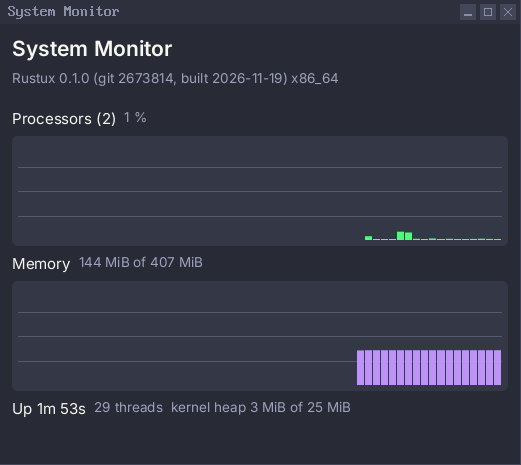 System Monitor
System Monitor
Rustux 0.1.0 (git 2673814, built 2026-11-19) x86_64
Processors (2) 1 %
Memory 144 MiB of 407 MiB
Up 1m 53s 29 threads kernel heap 3 MiB of 25 MiB